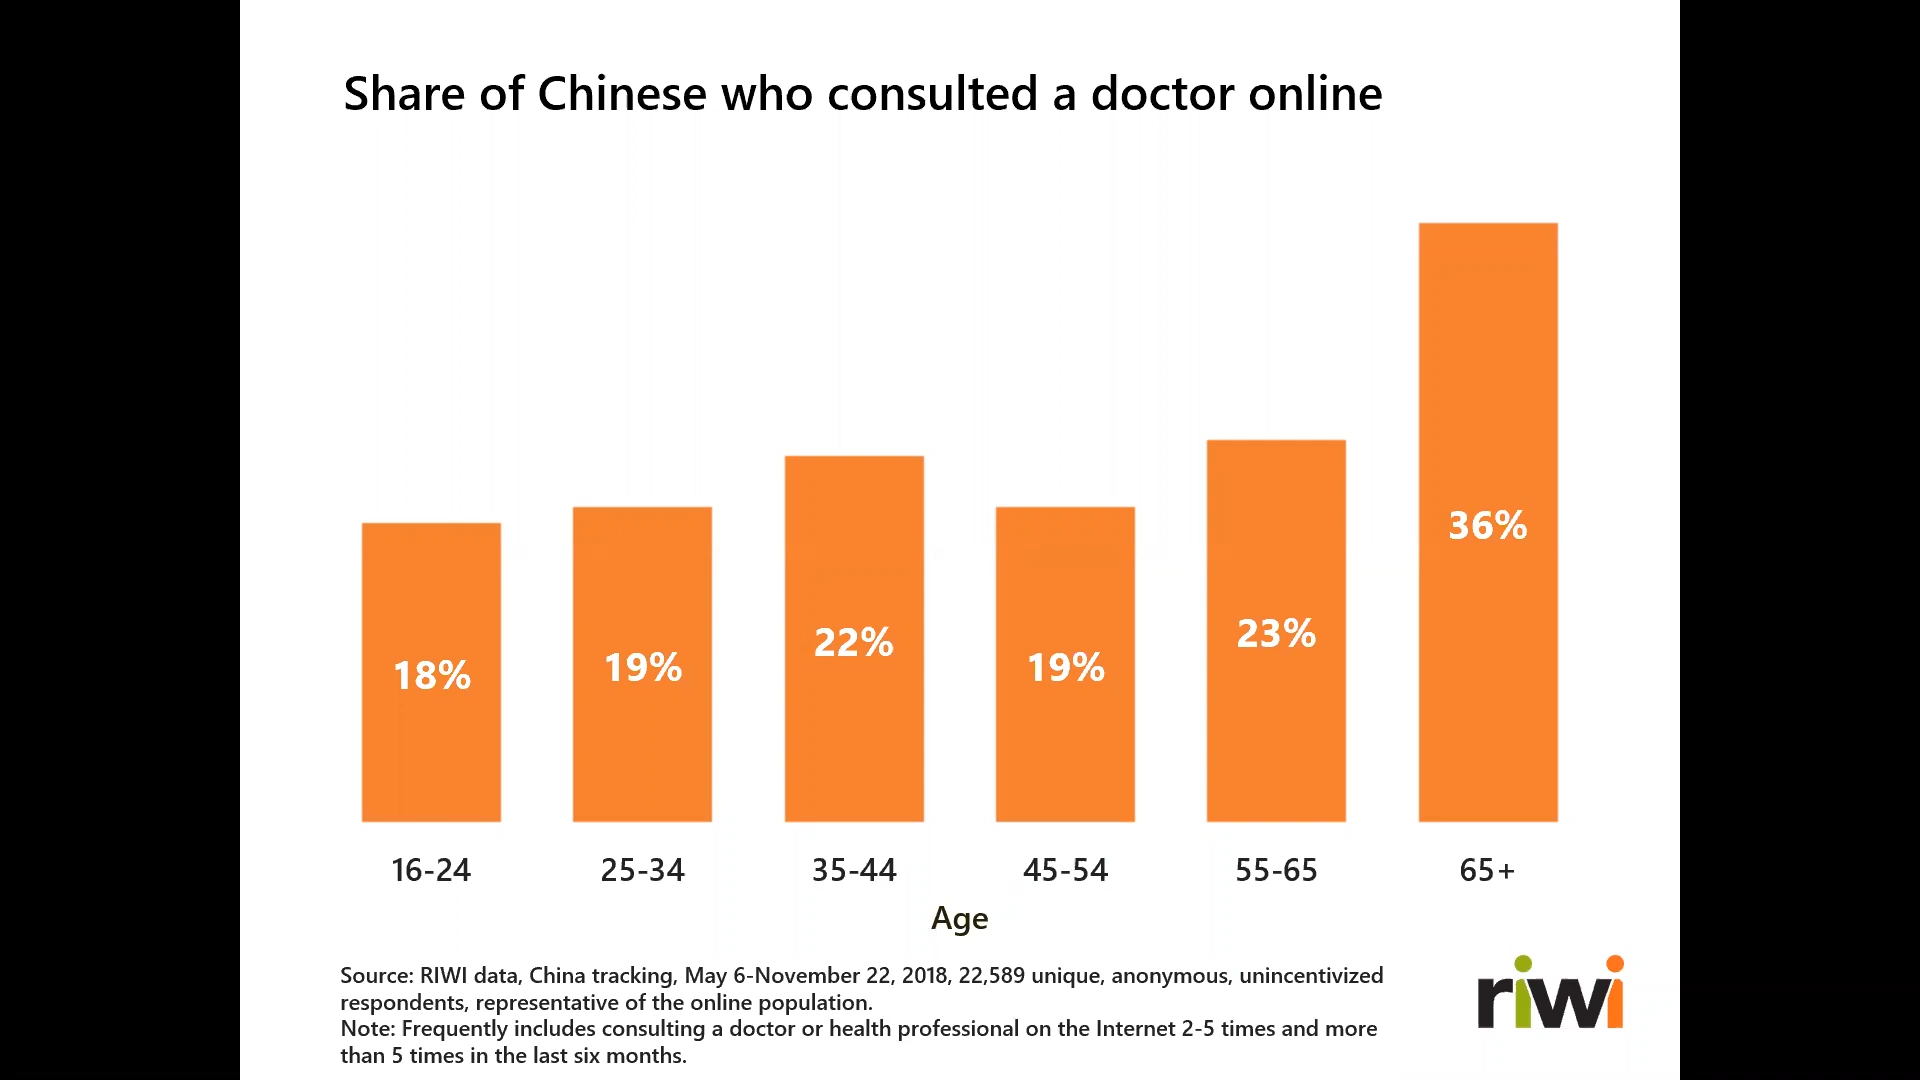 Share of Chinese who consulted a doctor online
18%
19%
22%
19%
23%
36%
16-24
25-34
35-44
45-54
55-65
65+
Age
Source: RIWI data, China tracking, May 6-November 22, 2018, 22,589 unique, anonymous, unincentivized
respondents, representative of the online population.
Note: Frequently includes consulting a doctor or health professional on the Internet 2-5 times and more
than 5 times in the last six months.
riwi